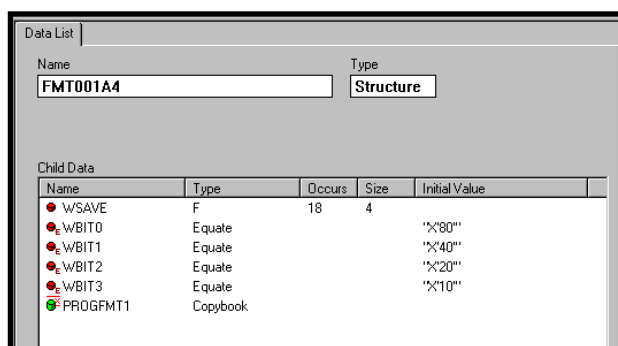 Data List
Name Type
FMT001A4 Structure
Child Data
Name Type Occurs Size Initial Value
WSAVE F 18 4
E WBIT0 Equate "X'80'"
E WBIT1 Equate "X'40'"
E WBIT2 Equate "X'20'"
E WBIT3 Equate "X'10'"
PROGFMT1 Copybook